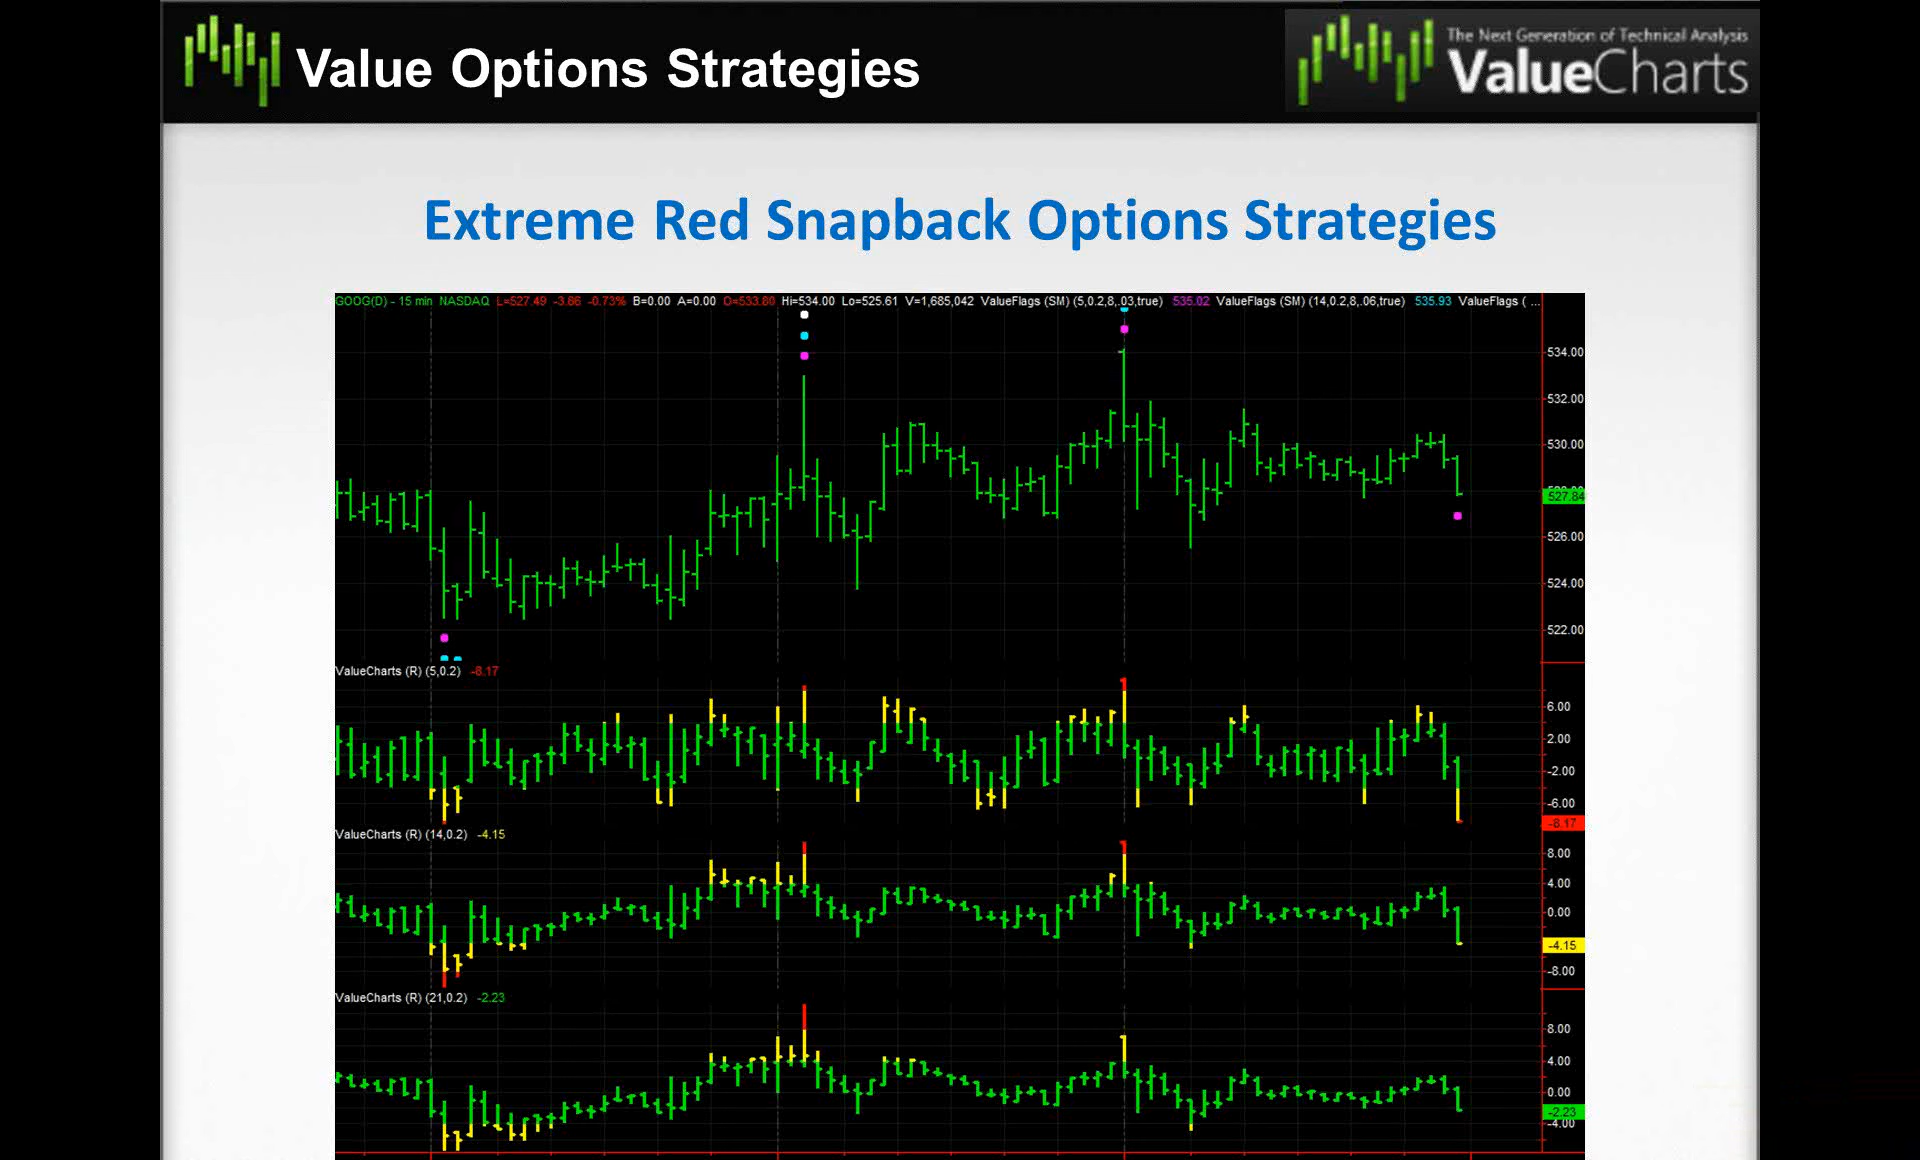 Value Options Strategies
The Next Generation of Technical Analysis
ValueCharts
Extreme Red Snapback Options Strategies
GOOG(D) - 15 min NASDAQ L=527.49 -3.86 -0.73% B=0.00 A=0.00 O=533.80 Hi=534.00 Lo=525.61 V=1,685,042 ValueFlags (SM) (5,0.2,8,.03,true) 535.02 ValueFlags (SM) (14,0.2,8,.06,true) 535.93 ValueFlags ( ...
534.00
532.00
530.00
527.84
526.00
524.00
522.00
ValueCharts (R) (5,0.2) -8.17
6.00
2.00
-2.00
-6.00
-8.17
ValueCharts (R) (14,0.2) -4.15
8.00
4.00
0.00
-4.15
-8.00
ValueCharts (R) (21,0.2) -2.23
8.00
4.00
0.00
-2.23
-4.00